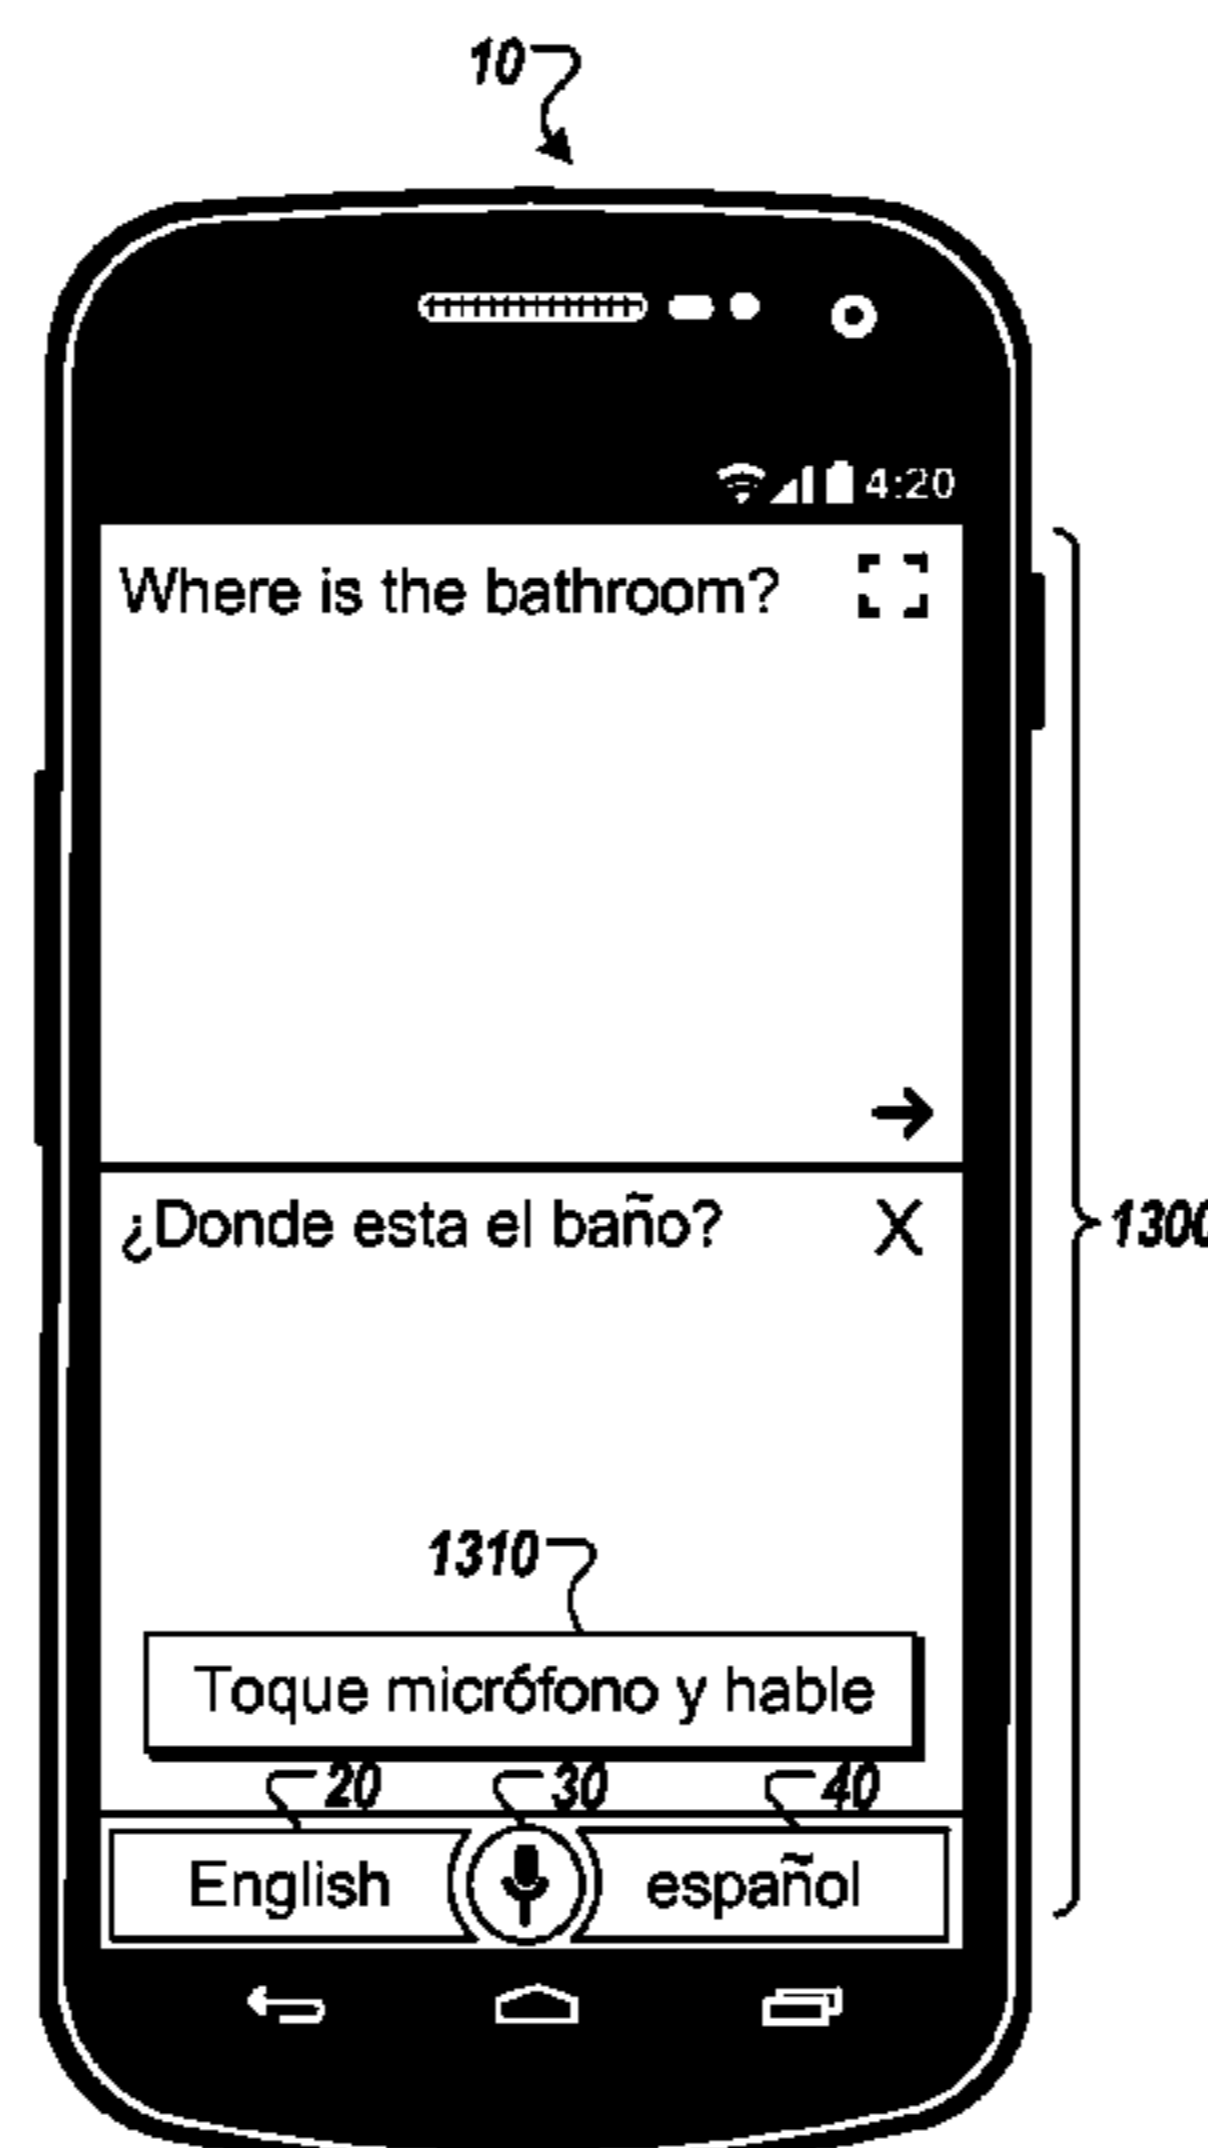 10
4:20
Where is the bathroom?
¿Donde esta el baño?
X
1300
1310
Toque micrófono y hable
20 30 40
English español